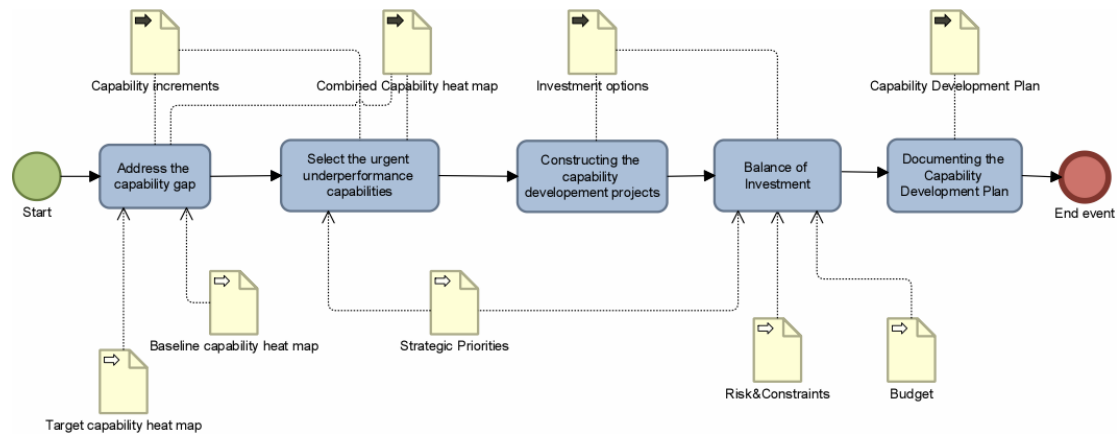 Capability increments
Combined Capability heat map
Investment options
Capability Development Plan
Start
Address the
capability gap
Select the urgent
underperformance
capabilities
Constructing the
capability
developement projects
Balance of
Investment
Documenting the
Capability
Development Plan
End event
Baseline capability heat map
Strategic Priorities
Target capability heat map
Risk&Constraints
Budget